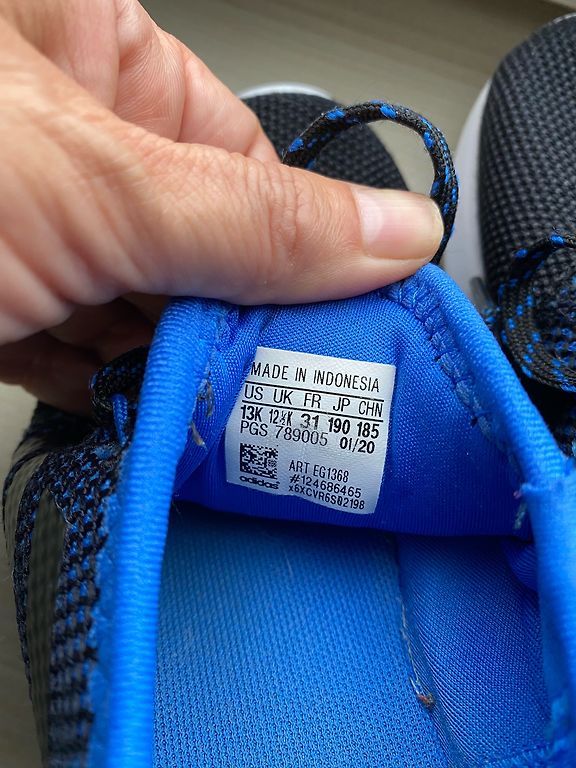 MADE IN INDONESIA
US UK FR JP CHN
13K 12½K 31 190 185
PGS 789005 01/20
ART EG1368
#124686465
x6XCVR6S02198
adidas